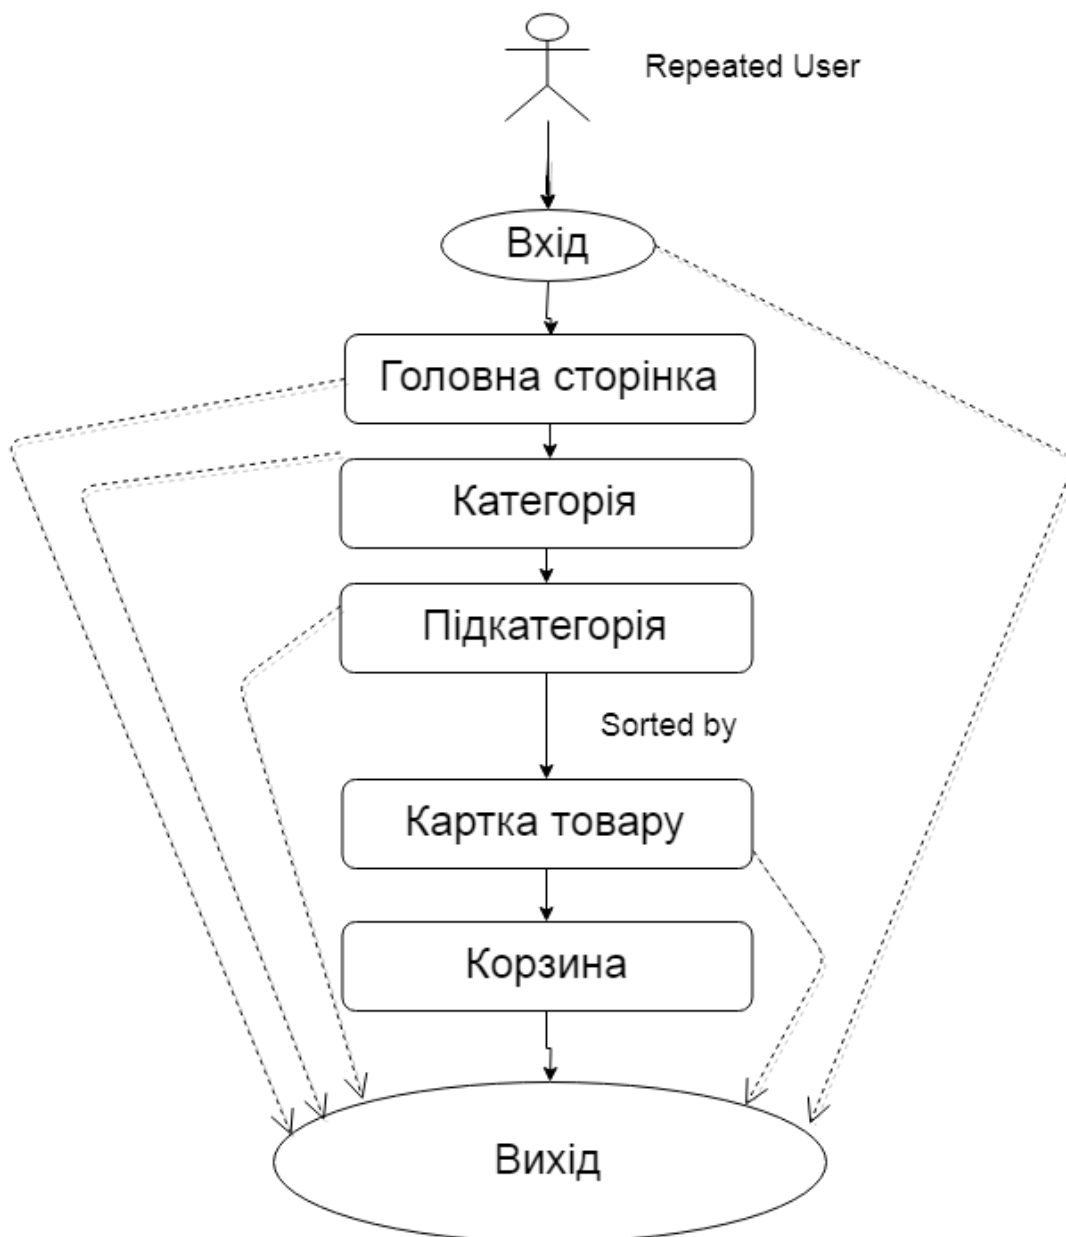 Repeated User
Вхід
Головна сторінка
Категорія
Підкатегорія
Sorted by
Картка товару
Корзина
Вихід